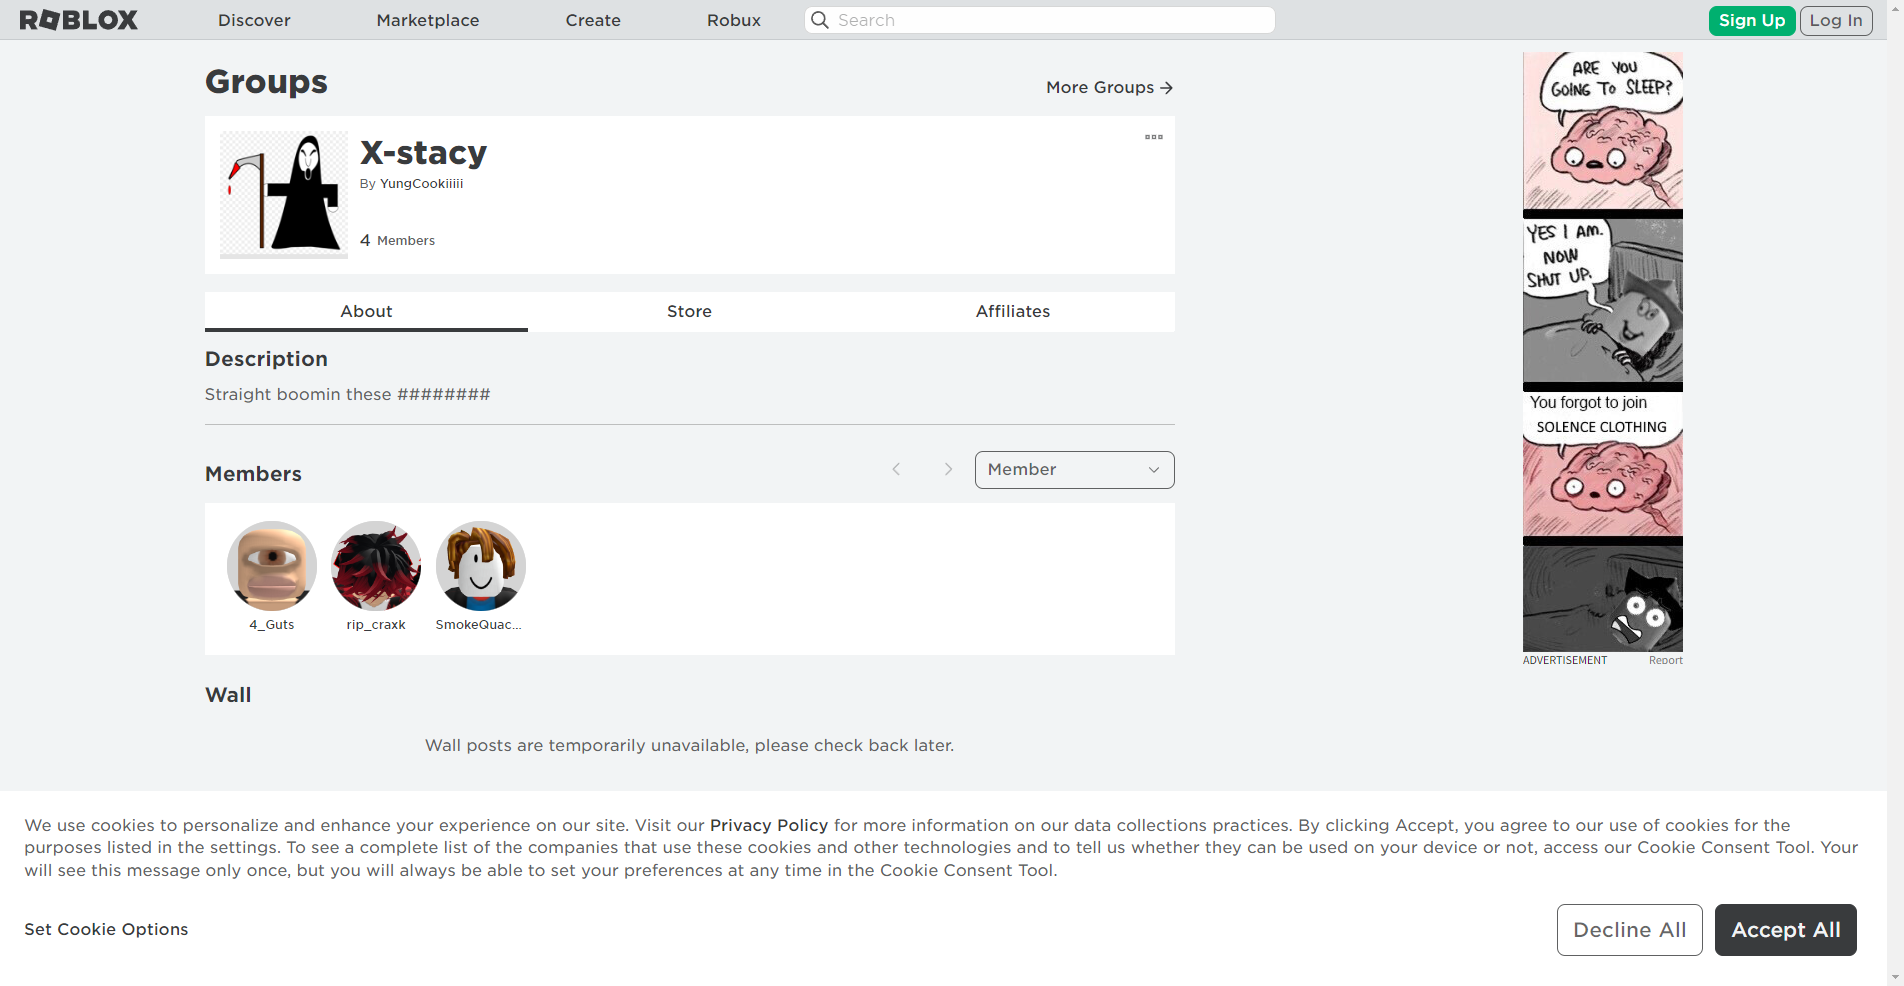 ROBLOX
Discover
Marketplace
Create
Robux
Search
Sign Up
Log In
Groups
More Groups
X-stacy
By YungCookiiiii
4 Members
About
Store
Affiliates
Description
Straight boomin these ########
Members
Member
4_Guts
rip_craxk
SmokeQuac...
Wall
Wall posts are temporarily unavailable, please check back later.
ARE YOU
GOING TO SLEEP?
YES I AM.
NOW
SHUT UP.
You forgot to join
SOLENCE CLOTHING
ADVERTISEMENT
Report
We use cookies to personalize and enhance your experience on our site. Visit our Privacy Policy for more information on our data collections practices. By clicking Accept, you agree to our use of cookies for the
purposes listed in the settings. To see a complete list of the companies that use these cookies and other technologies and to tell us whether they can be used on your device or not, access our Cookie Consent Tool. Your
will see this message only once, but you will always be able to set your preferences at any time in the Cookie Consent Tool.
Set Cookie Options
Decline All
Accept All